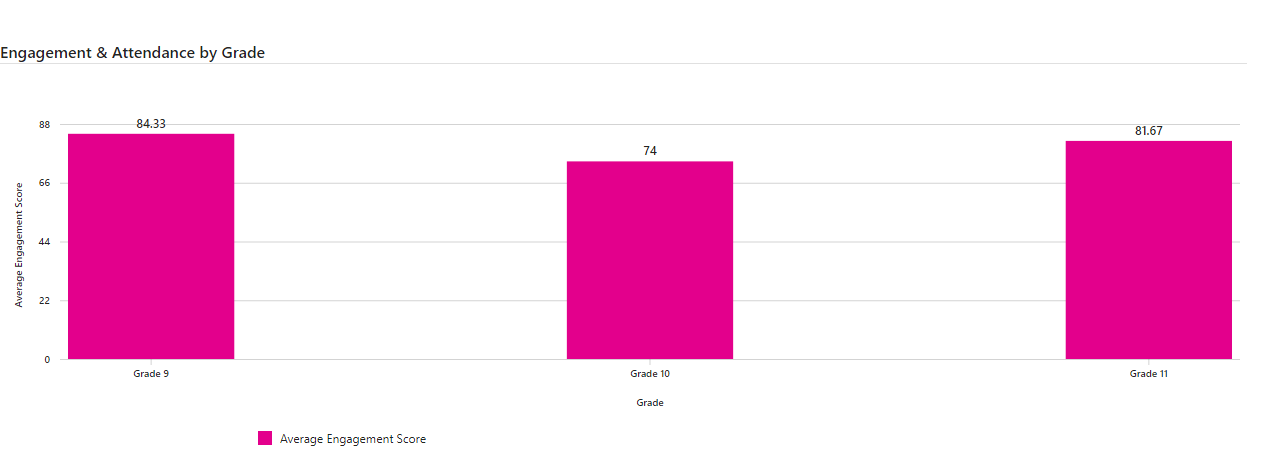 Engagement & Attendance by Grade
88
66
44
22
0
Average Engagement Score
84.33
74
81.67
Grade 9
Grade 10
Grade 11
Grade
Average Engagement Score